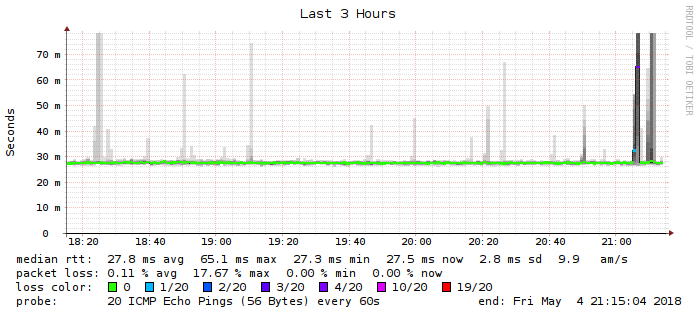 Last 3 Hours
RRDTOOL / TOBI OETIKER
Seconds
70 m
60 m
50 m
40 m
30 m
20 m
10 m
0
18:20 18:40 19:00 19:20 19:40 20:00 20:20 20:40 21:00
median rtt: 27.8 ms avg 65.1 ms max 27.3 ms min 27.5 ms now 2.8 ms sd 9.9 am/s
packet loss: 0.11 % avg 17.67 % max 0.00 % min 0.00 % now
loss color: 0 1/20 2/20 3/20 4/20 10/20 19/20
probe: 20 ICMP Echo Pings (56 Bytes) every 60s end: Fri May 4 21:15:04 2018